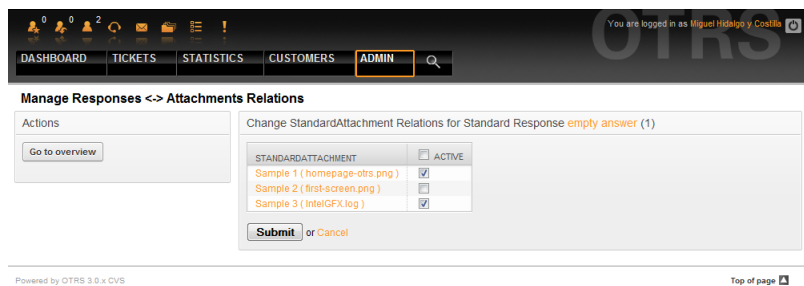 0 0 2
You are logged in as Miguel Hidalgo y Costilla
OTRS
DASHBOARD TICKETS STATISTICS CUSTOMERS ADMIN
Manage Responses <-> Attachments Relations
Actions
Go to overview
Change StandardAttachment Relations for Standard Response empty answer (1)
STANDARDATTACHMENT ACTIVE
Sample 1 ( homepage-otrs.png )
Sample 2 ( first-screen.png )
Sample 3 ( IntelGFX.log )
Submit or Cancel
Powered by OTRS 3.0.x CVS
Top of page